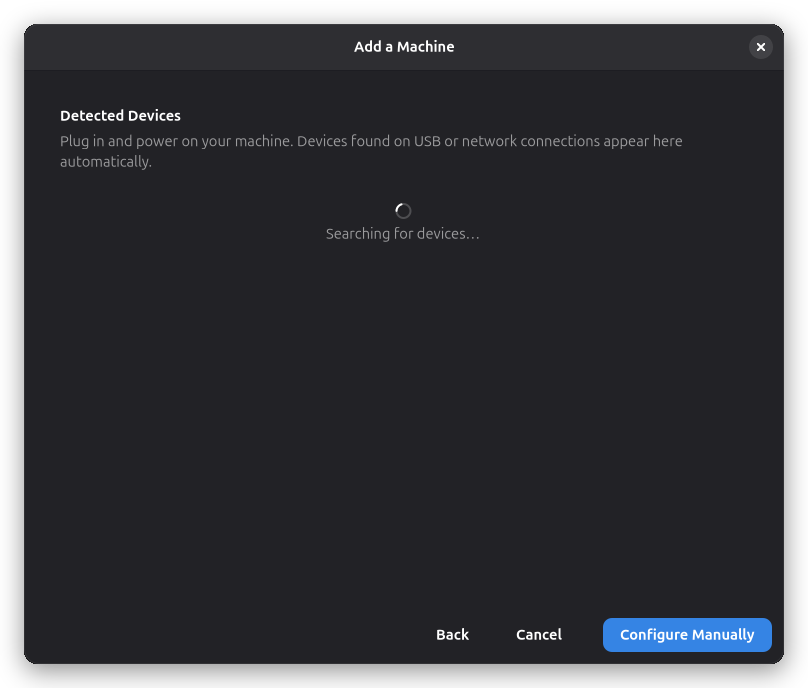 Add a Machine
Detected Devices
Plug in and power on your machine. Devices found on USB or network connections appear here
automatically.
Searching for devices…
Back
Cancel
Configure Manually